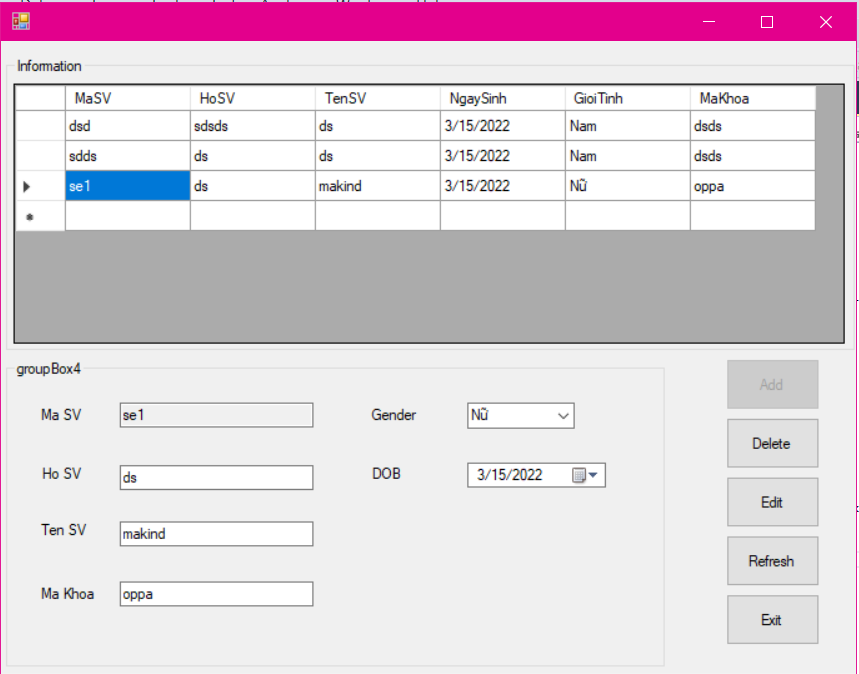 Information
MaSV HoSV TenSV NgaySinh GioiTinh MaKhoa
dsd sdsds ds 3/15/2022 Nam dsds
sdds ds ds 3/15/2022 Nam dsds
se1 ds makind 3/15/2022 Nữ oppa
groupBox4
Ma SV se1 Gender Nữ
Ho SV ds DOB 3/15/2022
Ten SV makind
Ma Khoa oppa
Add
Delete
Edit
Refresh
Exit